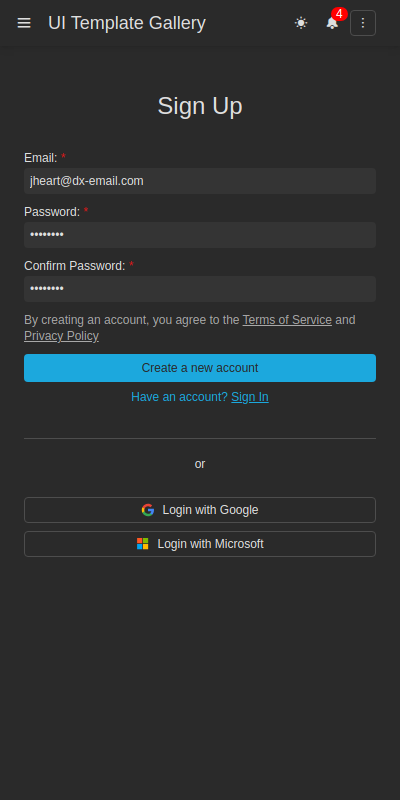 UI Template Gallery
4
Sign Up
Email: *
jheart@dx-email.com
Password: *
••••••••
Confirm Password: *
••••••••
By creating an account, you agree to the Terms of Service and
Privacy Policy
Create a new account
Have an account? Sign In
or
Login with Google
Login with Microsoft